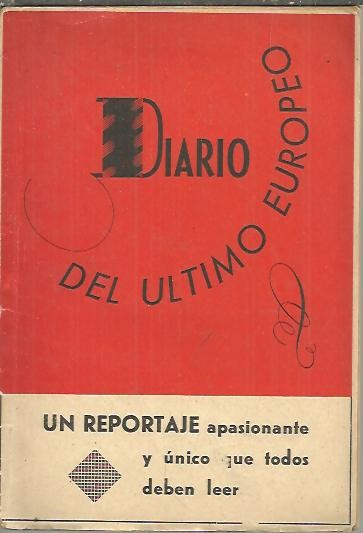 DIARIO
DEL ULTIMO EUROPEO
UN REPORTAJE apasionante
y único que todos
deben leer